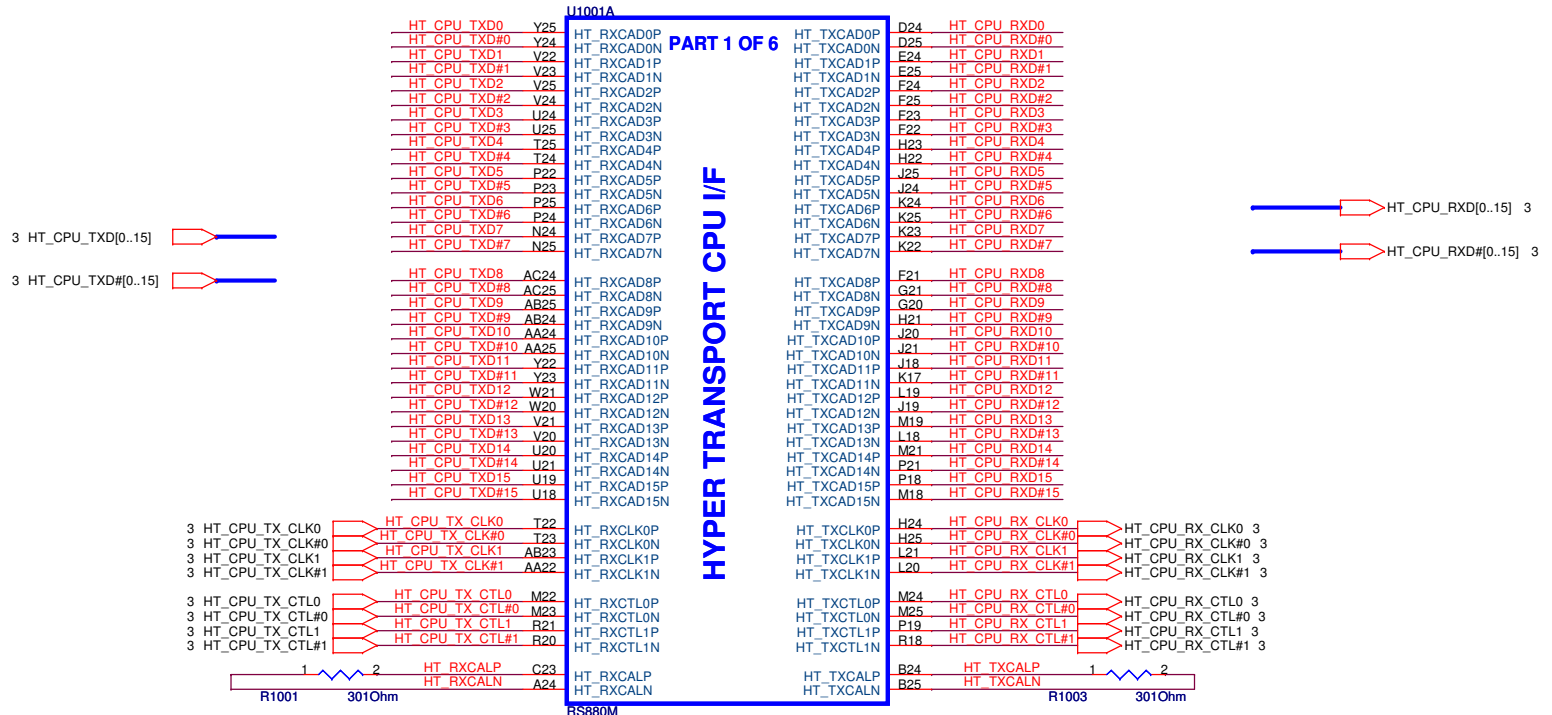 U1001A
HT_CPU_TXD0 Y25 HT_RXCAD0P PART 1 OF 6 HT_TXCAD0P D24 HT_CPU_RXD0
HT_CPU_TXD#0 Y24 HT_RXCAD0N HT_TXCAD0N D25 HT_CPU_RXD#0
HT_CPU_TXD1 V22 HT_RXCAD1P HT_TXCAD1P E24 HT_CPU_RXD1
HT_CPU_TXD#1 V23 HT_RXCAD1N HT_TXCAD1N E25 HT_CPU_RXD#1
HT_CPU_TXD2 V25 HT_RXCAD2P HT_TXCAD2P F24 HT_CPU_RXD2
HT_CPU_TXD#2 V24 HT_RXCAD2N HT_TXCAD2N F25 HT_CPU_RXD#2
HT_CPU_TXD3 U24 HT_RXCAD3P HT_TXCAD3P F23 HT_CPU_RXD3
HT_CPU_TXD#3 U25 HT_RXCAD3N HT_TXCAD3N F22 HT_CPU_RXD#3
HT_CPU_TXD4 T25 HT_RXCAD4P HT_TXCAD4P H23 HT_CPU_RXD4
HT_CPU_TXD#4 T24 HT_RXCAD4N HT_TXCAD4N H22 HT_CPU_RXD#4
HT_CPU_TXD5 P22 HT_RXCAD5P HT_TXCAD5P J25 HT_CPU_RXD5
HT_CPU_TXD#5 P23 HT_RXCAD5N HT_TXCAD5N J24 HT_CPU_RXD#5
HT_CPU_TXD6 P25 HT_RXCAD6P HT_TXCAD6P K24 HT_CPU_RXD6
HT_CPU_TXD#6 P24 HT_RXCAD6N HT_TXCAD6N K25 HT_CPU_RXD#6
HT_CPU_TXD7 N24 HT_RXCAD7P HT_TXCAD7P K23 HT_CPU_RXD7
HT_CPU_TXD#7 N25 HT_RXCAD7N HT_TXCAD7N K22 HT_CPU_RXD#7
3 HT_CPU_TXD[0..15]
3 HT_CPU_TXD#[0..15]
HT_CPU_RXD[0..15] 3
HT_CPU_RXD#[0..15] 3
HYPER TRANSPORT CPU I/F
HT_CPU_TXD8 AC24 HT_RXCAD8P HT_TXCAD8P F21 HT_CPU_RXD8
HT_CPU_TXD#8 AC25 HT_RXCAD8N HT_TXCAD8N G21 HT_CPU_RXD#8
HT_CPU_TXD9 AB25 HT_RXCAD9P HT_TXCAD9P G20 HT_CPU_RXD9
HT_CPU_TXD#9 AB24 HT_RXCAD9N HT_TXCAD9N H21 HT_CPU_RXD#9
HT_CPU_TXD10 AA24 HT_RXCAD10P HT_TXCAD10P J20 HT_CPU_RXD10
HT_CPU_TXD#10 AA25 HT_RXCAD10N HT_TXCAD10N J21 HT_CPU_RXD#10
HT_CPU_TXD11 Y22 HT_RXCAD11P HT_TXCAD11P J18 HT_CPU_RXD11
HT_CPU_TXD#11 Y23 HT_RXCAD11N HT_TXCAD11N K17 HT_CPU_RXD#11
HT_CPU_TXD12 W21 HT_RXCAD12P HT_TXCAD12P L19 HT_CPU_RXD12
HT_CPU_TXD#12 W20 HT_RXCAD12N HT_TXCAD12N J19 HT_CPU_RXD#12
HT_CPU_TXD13 V21 HT_RXCAD13P HT_TXCAD13P M19 HT_CPU_RXD13
HT_CPU_TXD#13 V20 HT_RXCAD13N HT_TXCAD13N L18 HT_CPU_RXD#13
HT_CPU_TXD14 U20 HT_RXCAD14P HT_TXCAD14P M21 HT_CPU_RXD14
HT_CPU_TXD#14 U21 HT_RXCAD14N HT_TXCAD14N P21 HT_CPU_RXD#14
HT_CPU_TXD15 U19 HT_RXCAD15P HT_TXCAD15P P18 HT_CPU_RXD15
HT_CPU_TXD#15 U18 HT_RXCAD15N HT_TXCAD15N M18 HT_CPU_RXD#15
3 HT_CPU_TX_CLK0 HT_CPU_TX_CLK0 T22 HT_RXCLK0P HT_TXCLK0P H24 HT_CPU_RX_CLK0 HT_CPU_RX_CLK0 3
3 HT_CPU_TX_CLK#0 HT_CPU_TX_CLK#0 T23 HT_RXCLK0N HT_TXCLK0N H25 HT_CPU_RX_CLK#0 HT_CPU_RX_CLK#0 3
3 HT_CPU_TX_CLK1 HT_CPU_TX_CLK1 AB23 HT_RXCLK1P HT_TXCLK1P L21 HT_CPU_RX_CLK1 HT_CPU_RX_CLK1 3
3 HT_CPU_TX_CLK#1 HT_CPU_TX_CLK#1 AA22 HT_RXCLK1N HT_TXCLK1N L20 HT_CPU_RX_CLK#1 HT_CPU_RX_CLK#1 3
3 HT_CPU_TX_CTL0 HT_CPU_TX_CTL0 M22 HT_RXCTL0P HT_TXCTL0P M24 HT_CPU_RX_CTL0 HT_CPU_RX_CTL0 3
3 HT_CPU_TX_CTL#0 HT_CPU_TX_CTL#0 M23 HT_RXCTL0N HT_TXCTL0N M25 HT_CPU_RX_CTL#0 HT_CPU_RX_CTL#0 3
3 HT_CPU_TX_CTL1 HT_CPU_TX_CTL1 R21 HT_RXCTL1P HT_TXCTL1P P19 HT_CPU_RX_CTL1 HT_CPU_RX_CTL1 3
3 HT_CPU_TX_CTL#1 HT_CPU_TX_CTL#1 R20 HT_RXCTL1N HT_TXCTL1N R18 HT_CPU_RX_CTL#1 HT_CPU_RX_CTL#1 3
1 2 HT_RXCALP C23 HT_RXCALP HT_TXCALP B24 HT_TXCALP 1 2
HT_RXCALN A24 HT_RXCALN HT_TXCALN B25 HT_TXCALN
R1001 301Ohm R1003 301Ohm
RS880M